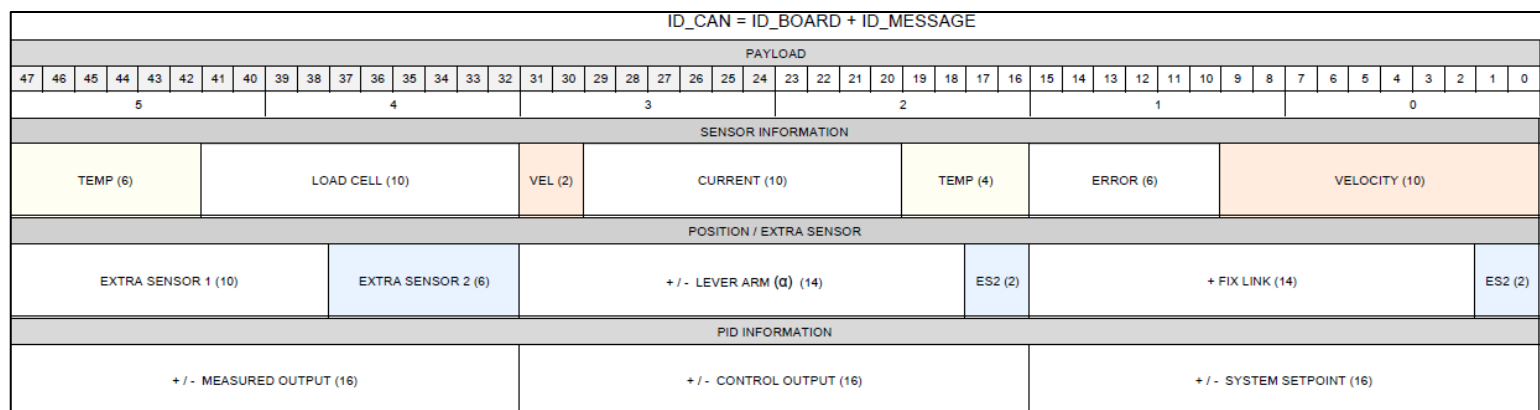 ID_CAN = ID_BOARD + ID_MESSAGE
PAYLOAD
47 46 45 44 43 42 41 40 39 38 37 36 35 34 33 32 31 30 29 28 27 26 25 24 23 22 21 20 19 18 17 16 15 14 13 12 11 10 9 8 7 6 5 4 3 2 1 0
5 4 3 2 1 0
SENSOR INFORMATION
TEMP (6) LOAD CELL (10) VEL (2) CURRENT (10) TEMP (4) ERROR (6) VELOCITY (10)
POSITION / EXTRA SENSOR
EXTRA SENSOR 1 (10) EXTRA SENSOR 2 (6) + / - LEVER ARM (α) (14) ES2 (2) + FIX LINK (14) ES2 (2)
PID INFORMATION
+ / - MEASURED OUTPUT (16) + / - CONTROL OUTPUT (16) + / - SYSTEM SETPOINT (16)